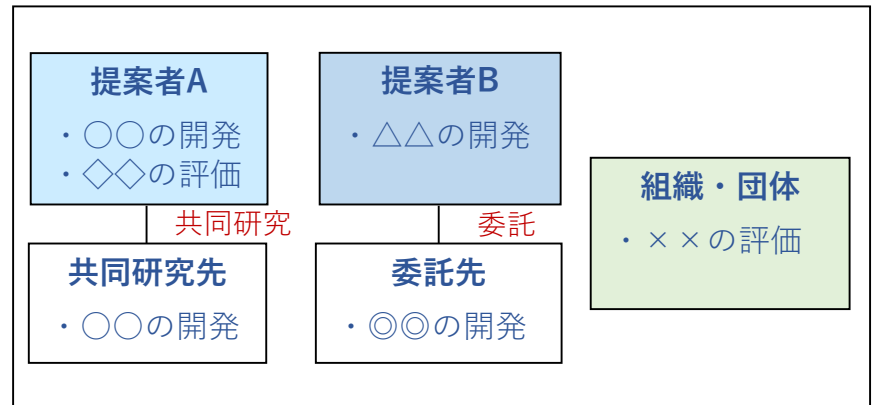 提案者A
・○○の開発
・◇◇の評価
共同研究
共同研究先
・○○の開発
提案者B
・△△の開発
委託
委託先
・◎◎の開発
組織・団体
・××の評価